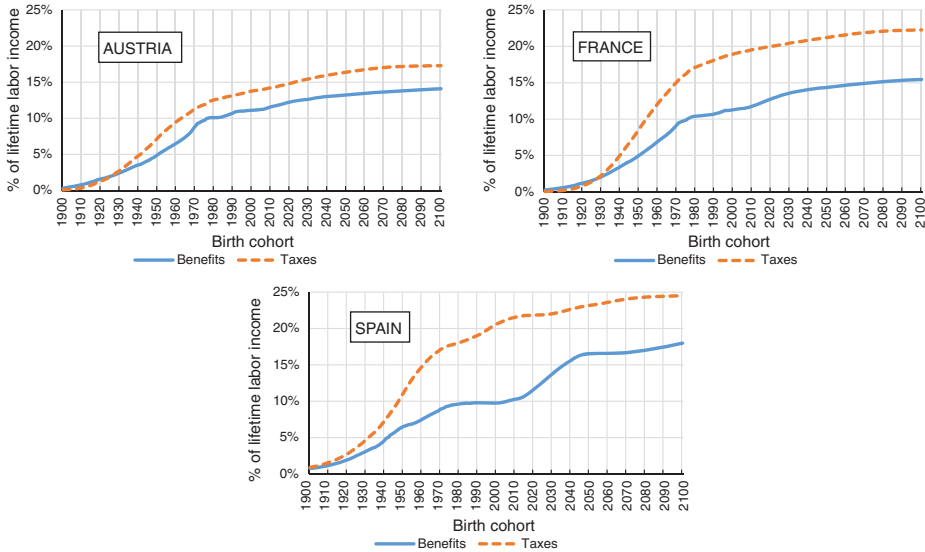 AUSTRIA
% of lifetime labor income
25%
20%
15%
10%
5%
0%
1900 1910 1920 1930 1940 1950 1960 1970 1980 1990 2000 2010 2020 2030 2040 2050 2060 2070 2080 2090 2100
Birth cohort
Benefits Taxes
FRANCE
% of lifetime labor income
25%
20%
15%
10%
5%
0%
1900 1910 1920 1930 1940 1950 1960 1970 1980 1990 2000 2010 2020 2030 2040 2050 2060 2070 2080 2090 2100
Birth cohort
Benefits Taxes
SPAIN
% of lifetime labor income
25%
20%
15%
10%
5%
0%
1900 1910 1920 1930 1940 1950 1960 1970 1980 1990 2000 2010 2020 2030 2040 2050 2060 2070 2080 2090 2100
Birth cohort
Benefits Taxes